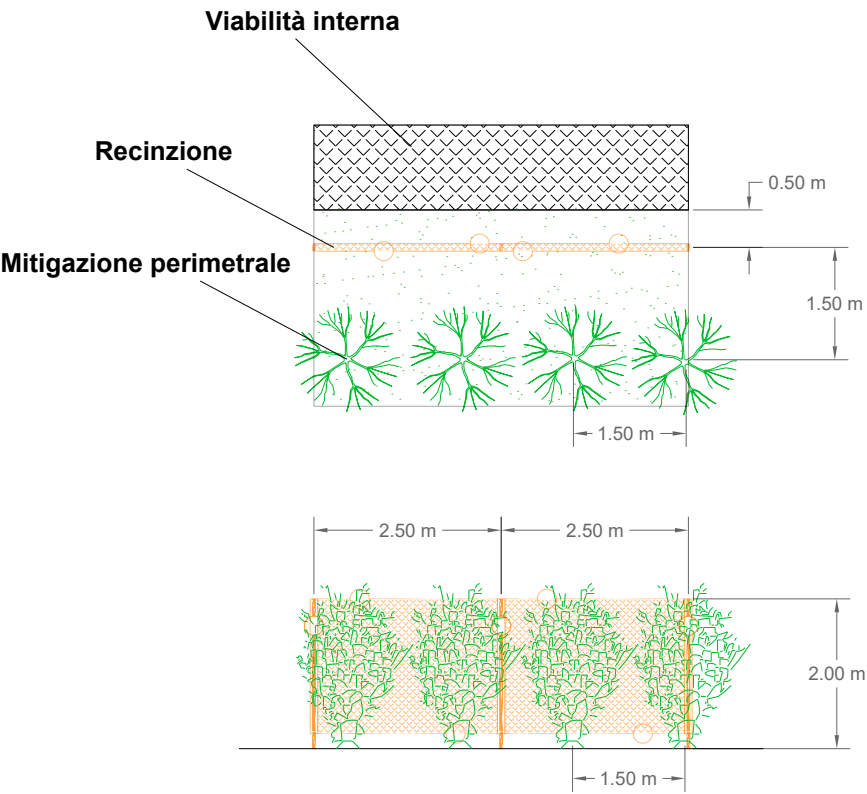 Viabilità interna
Recinzione
0.50 m
Mitigazione perimetrale
1.50 m
1.50 m
2.50 m
2.50 m
2.00 m
1.50 m